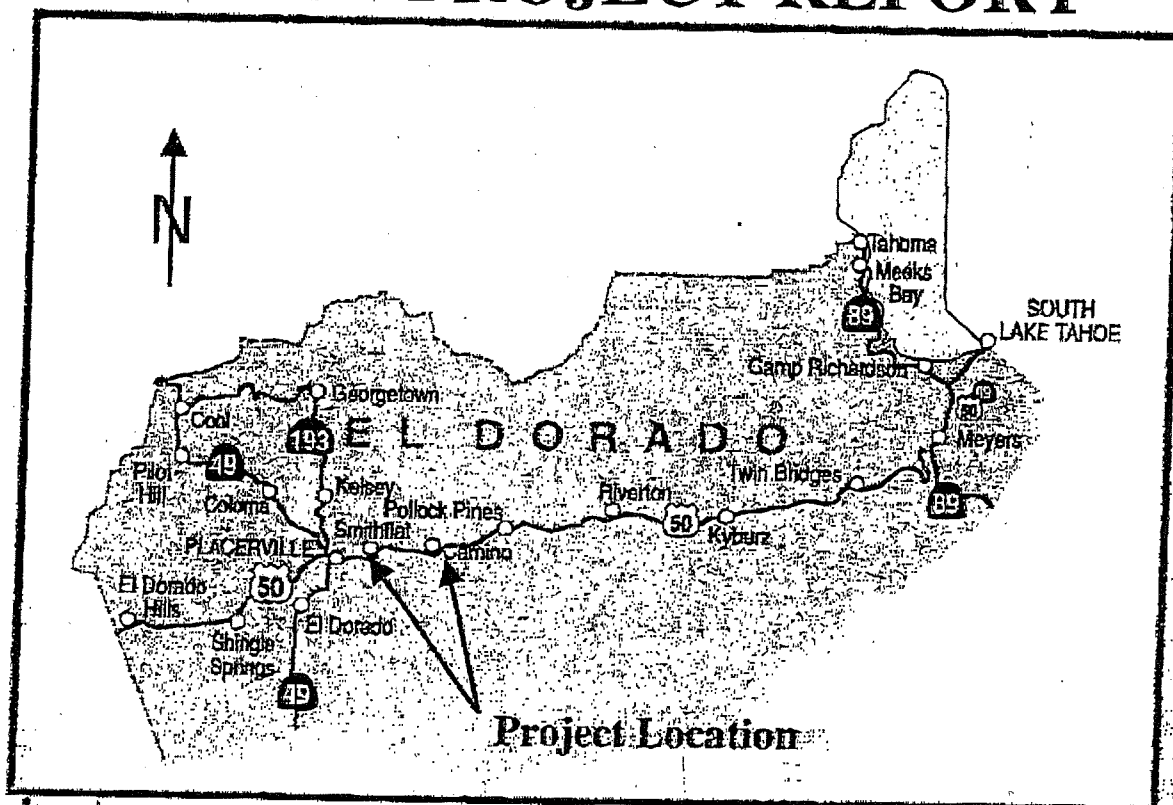 PROJECT REPORT
N
Tahoma
Meeks
Bay
89
SOUTH
LAKE TAHOE
Camp Richardson
Georgetown
Cool
193
EL DORADO
50
Meyers
Pilot
Hill
49
Kelsey
Coloma
Twin Bridges
Riverton
Pollock Pines
50
Kyburz
89
Smithflat
PLACERVILLE
Camino
El Dorado
Hills
50
El Dorado
Shingle
Springs
49
Project Location